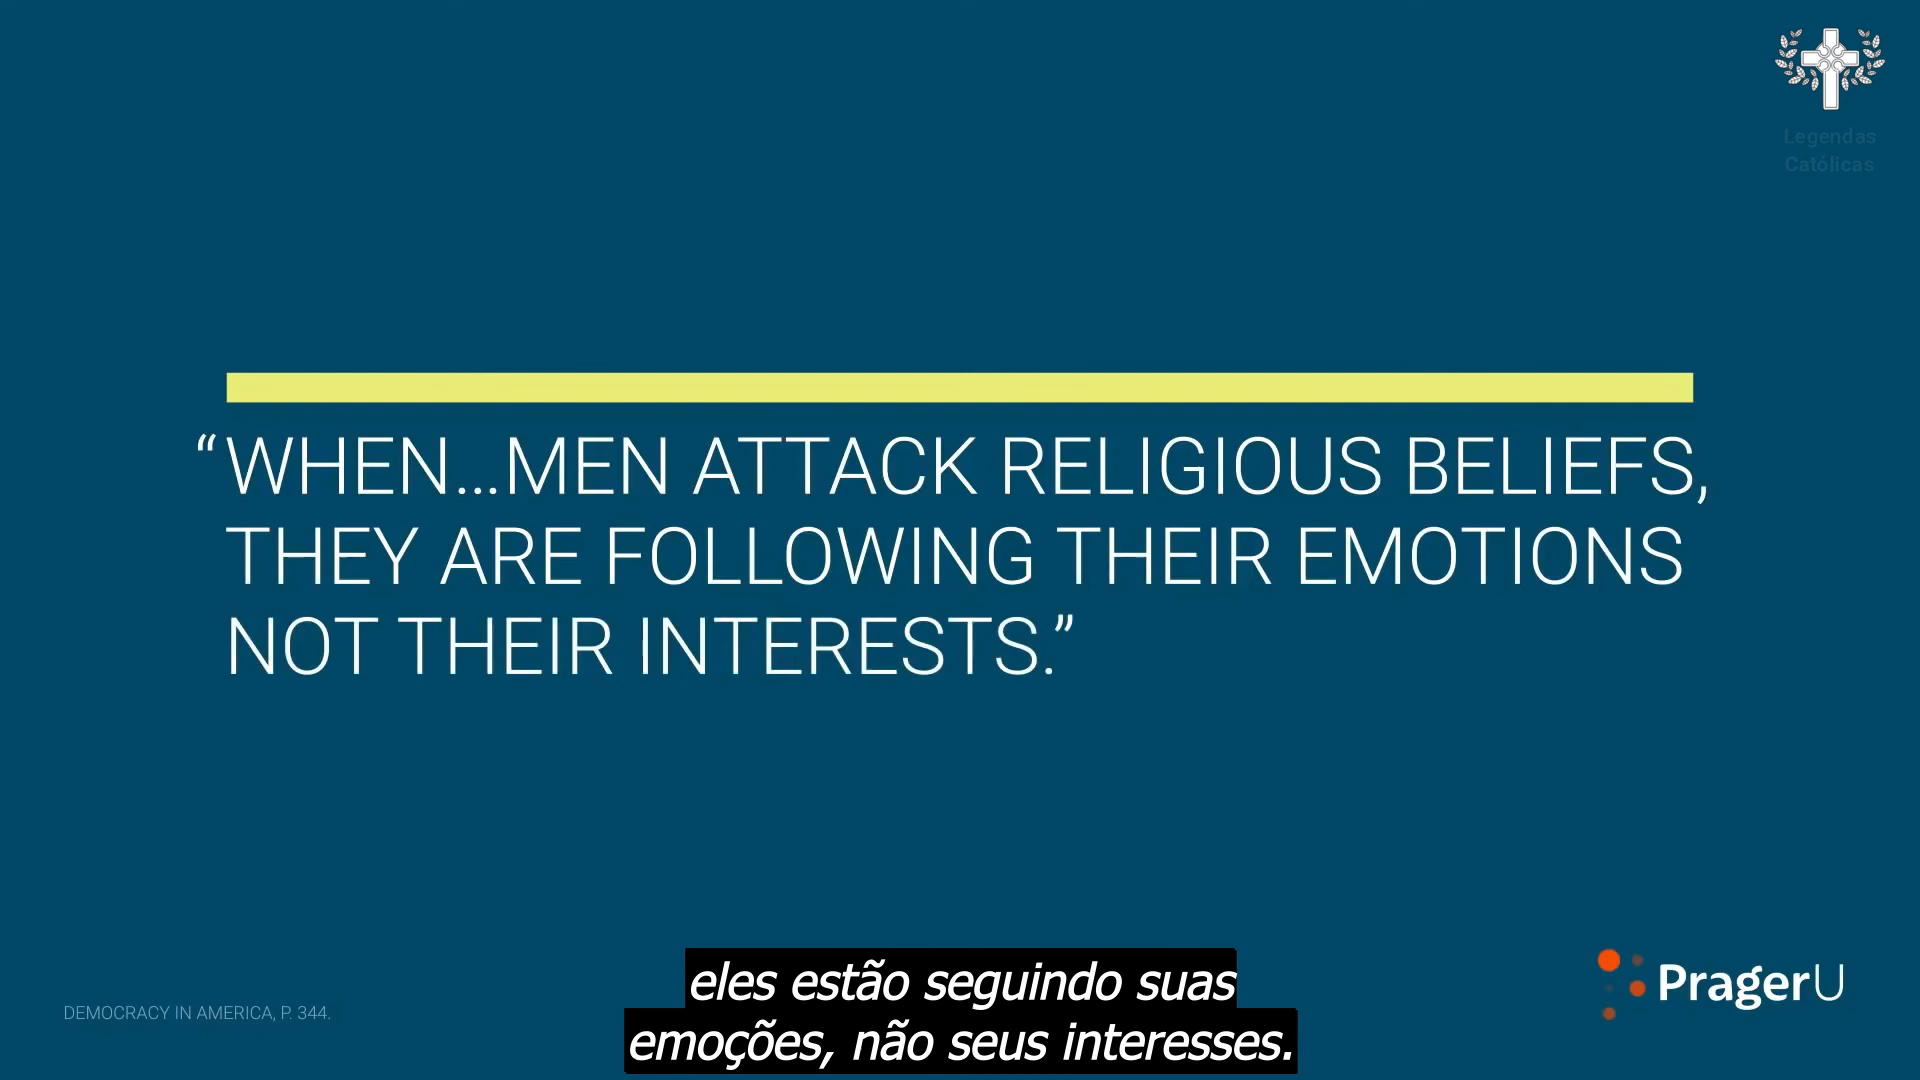 Legendas
Católicas
“WHEN...MEN ATTACK RELIGIOUS BELIEFS,
THEY ARE FOLLOWING THEIR EMOTIONS
NOT THEIR INTERESTS.”
DEMOCRACY IN AMERICA, P. 344.
PragerU
eles estão seguindo suas
emoções, não seus interesses.